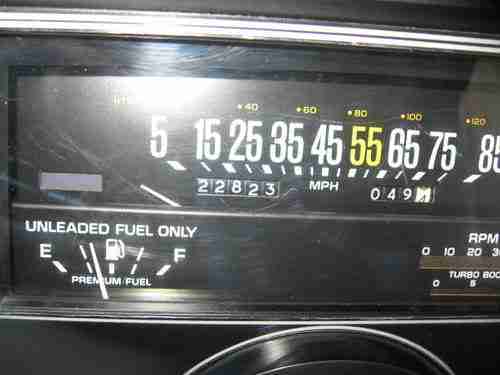 40 60 80 100 120
5 15 25 35 45 55 65 75 85
22823 MPH 049
UNLEADED FUEL ONLY
E F
PREMIUM FUEL
RPM
0 10 20 30
TURBO BOO
0 5